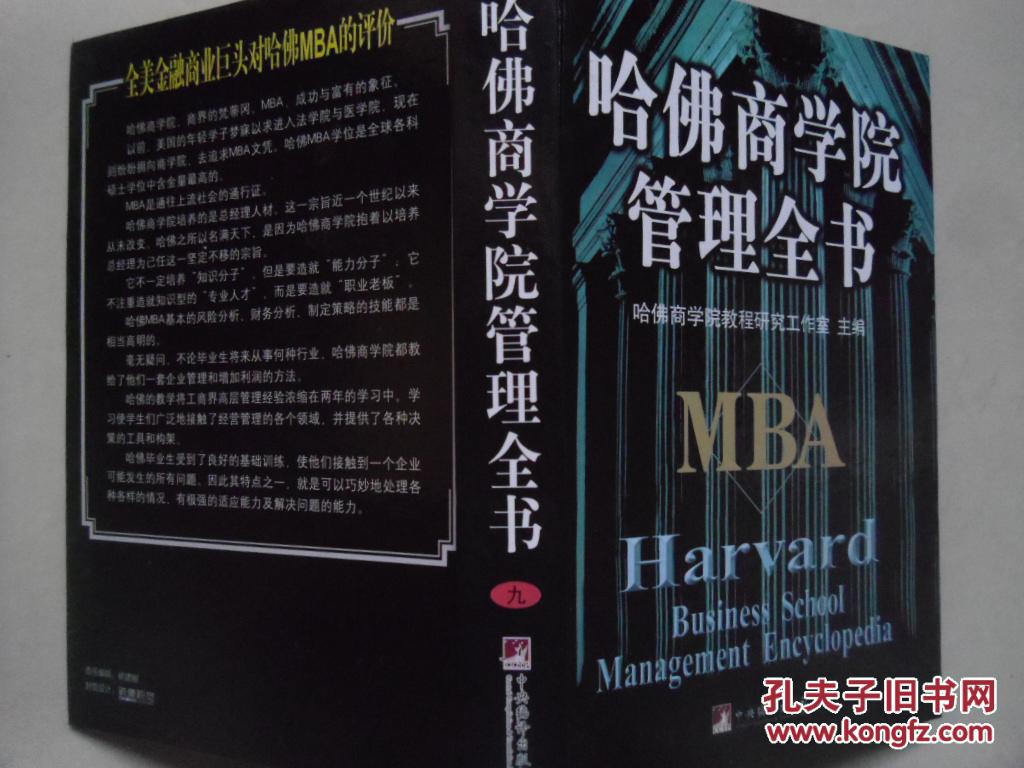 全美金融商业巨头对哈佛MBA的评价
哈佛商学院，商界的梵蒂冈，MBA，成功与富有的象征。
以前，美国的年轻学子梦寐以求进入法学院与医学院，现在
则纷纷拥向商学院，去追求MBA文凭。哈佛MBA学位是全球各科
硕士学位中含金量最高的。
MBA是通往上流社会的通行证。
哈佛商学院培养的是总经理人材，这一宗旨近一个世纪以来
从未改变，哈佛之所以名满天下，是因为哈佛商学院抱着以培养
总经理为己任这一坚定不移的宗旨。
它不一定培养“知识分子”，但是要造就“能力分子”，它
不注重造就知识型的“专业人才”，而是要造就“职业老板”。
哈佛MBA基本的风险分析、财务分析、制定策略的技能都是
相当高明的。
毫无疑问，不论毕业生将来从事何种行业，哈佛商学院都教
给了他们一套企业管理和增加利润的方法。
哈佛的教学将工商界高层管理经验浓缩在两年的学习中。学
习使学生们广泛地接触了经营管理的各个领域，并提供了各种决
策的工具和构架。
哈佛毕业生受到了良好的基础训练，使他们接触到一个企业
可能发生的所有问题，因此其特点之一，就是可以巧妙地处理各
种各样的情况，有极强的适应能力及解决问题的能力。
责任编辑：
封面设计：
哈佛商学院管理全书
九
中央编译出版
哈佛商学院
管理全书
哈佛商学院教程研究工作室 主编
MBA
Harvard
Business School
Management Encyclopedia
中央
孔夫子旧书网
www.kongfz.com